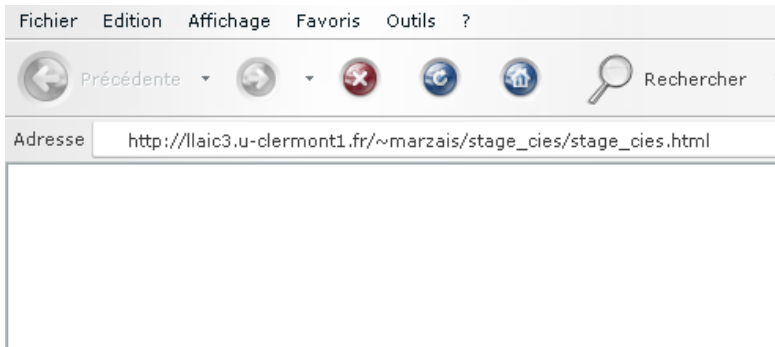 Fichier Edition Affichage Favoris Outils ?
Précédente Rechercher
Adresse http://llaic3.u-clermont1.fr/~marzais/stage_cies/stage_cies.html